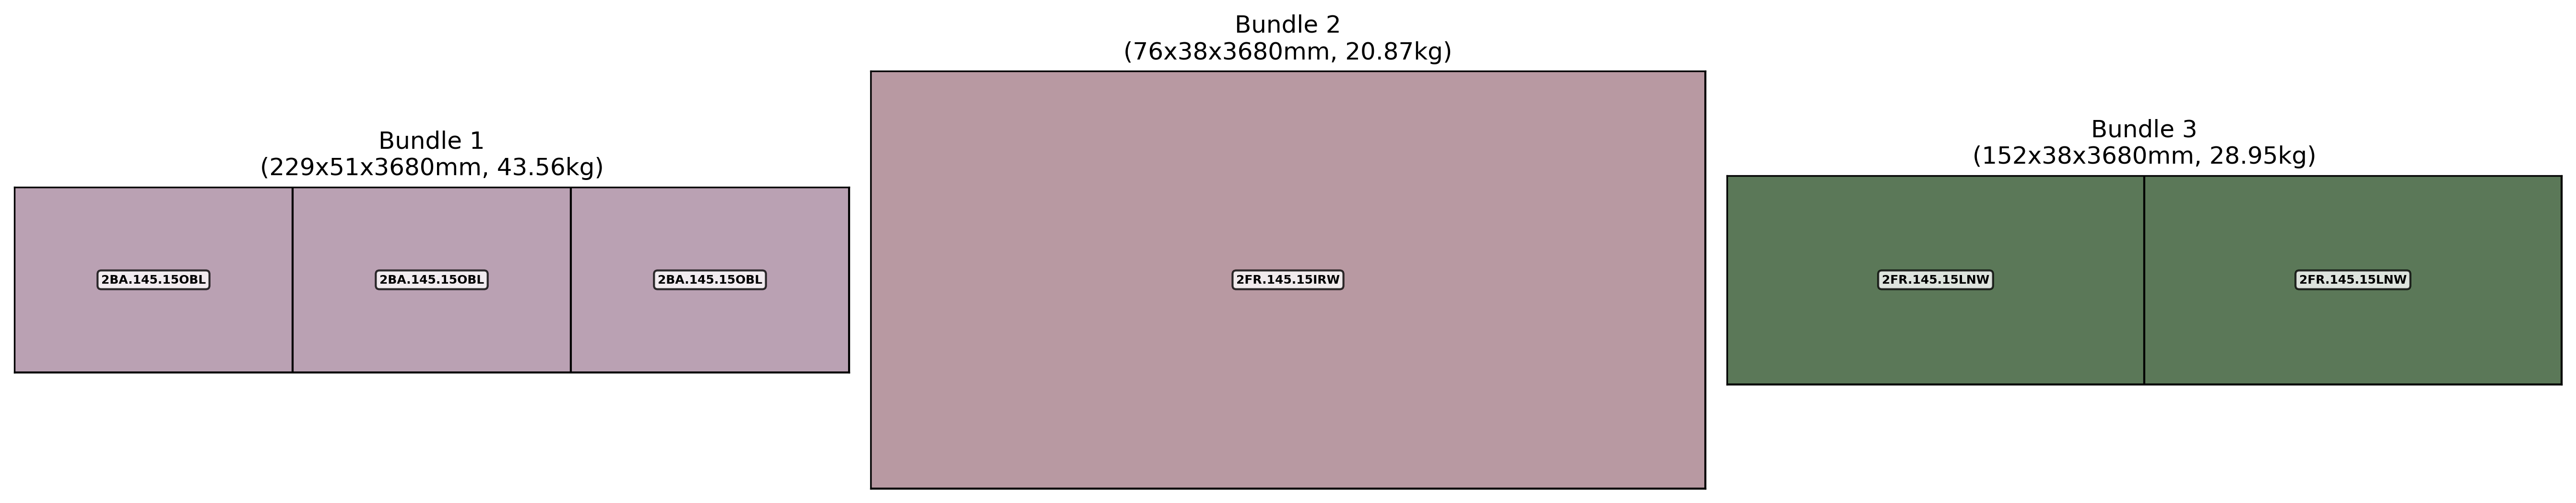 Bundle 1
(229x51x3680mm, 43.56kg)
2BA.145.15OBL
2BA.145.15OBL
2BA.145.15OBL
Bundle 2
(76x38x3680mm, 20.87kg)
2FR.145.15IRW
Bundle 3
(152x38x3680mm, 28.95kg)
2FR.145.15LNW
2FR.145.15LNW